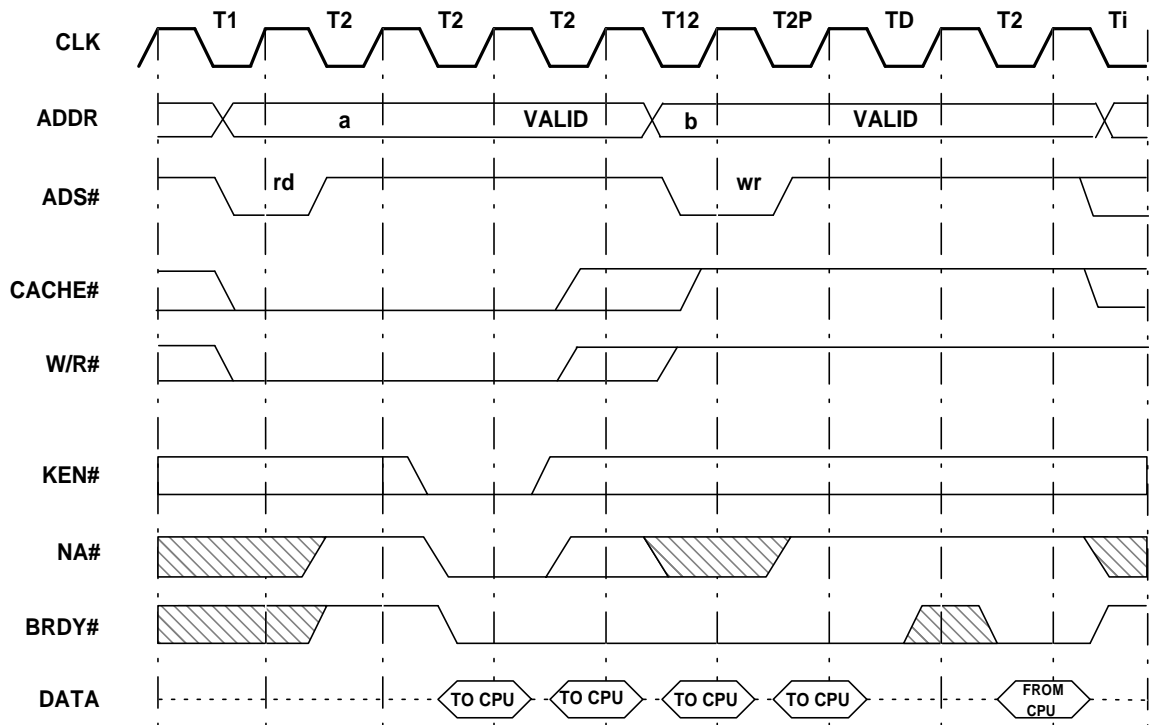 T1 T2 T2 T2 T12 T2P TD T2 Ti
CLK
ADDR a VALID b VALID
ADS# rd wr
CACHE#
W/R#
KEN#
NA#
BRDY#
DATA TO CPU TO CPU TO CPU TO CPU FROM
CPU